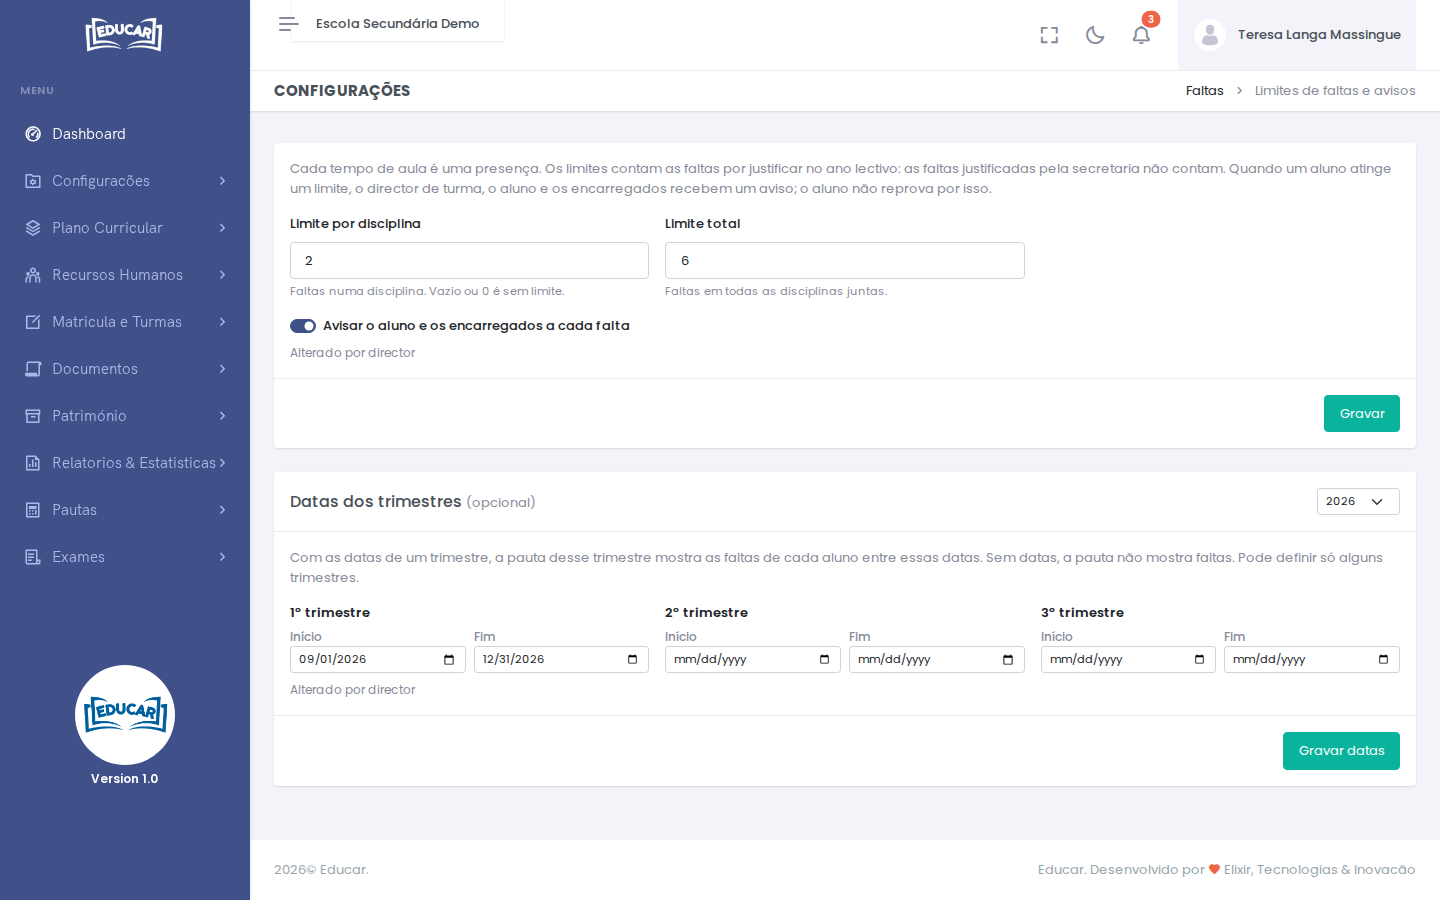 EDUCAR
Escola Secundária Demo
3
Teresa Langa Massingue
CONFIGURAÇÕES
Faltas > Limites de faltas e avisos
MENU
Dashboard
Configuracões
Plano Curricular
Recursos Humanos
Matricula e Turmas
Documentos
Património
Relatorios & Estatisticas
Pautas
Exames
EDUCAR
Version 1.0
Cada tempo de aula é uma presença. Os limites contam as faltas por justificar no ano lectivo: as faltas justificadas pela secretaria não contam. Quando um aluno atinge
um limite, o director de turma, o aluno e os encarregados recebem um aviso; o aluno não reprova por isso.
Limite por disciplina
Limite total
2
6
Faltas numa disciplina. Vazio ou 0 é sem limite.
Faltas em todas as disciplinas juntas.
Avisar o aluno e os encarregados a cada falta
Alterado por director
Gravar
Datas dos trimestres (opcional)
2026
Com as datas de um trimestre, a pauta desse trimestre mostra as faltas de cada aluno entre essas datas. Sem datas, a pauta não mostra faltas. Pode definir só alguns
trimestres.
1º trimestre
2º trimestre
3º trimestre
Início
Fim
Início
Fim
Início
Fim
09/01/2026
12/31/2026
mm/dd/yyyy
mm/dd/yyyy
mm/dd/yyyy
mm/dd/yyyy
Alterado por director
Gravar datas
2026© Educar.
Educar. Desenvolvido por Elixir, Tecnologias & Inovacão